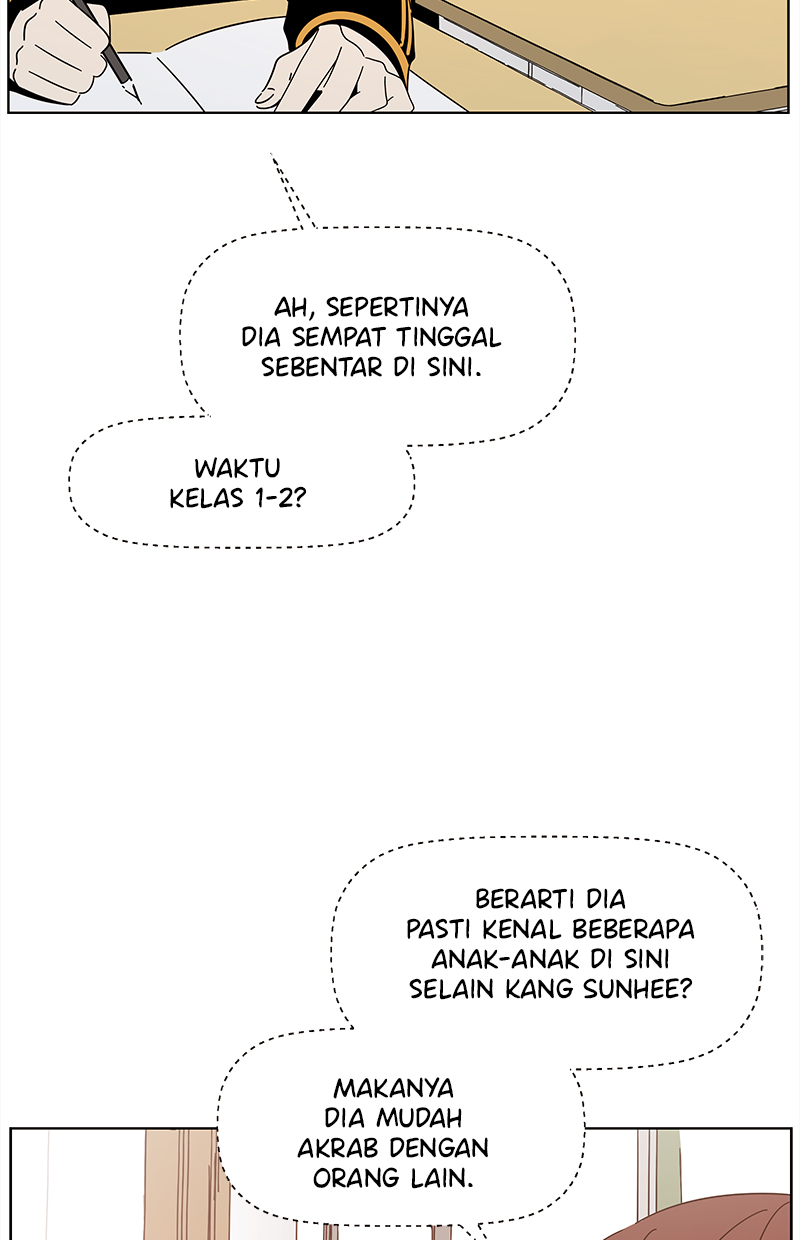 AH, SEPERTINYA
DIA SEMPAT TINGGAL
SEBENTAR DI SINI.
WAKTU
KELAS 1-2?
BERARTI DIA
PASTI KENAL BEBERAPA
ANAK-ANAK DI SINI
SELAIN KANG SUNHEE?
MAKANYA
DIA MUDAH
AKRAB DENGAN
ORANG LAIN.